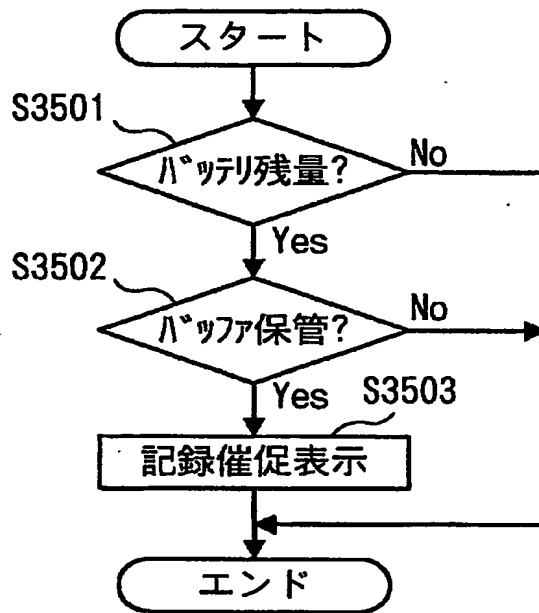 スタート
S3501
バッテリ残量?
No
Yes
S3502
バッファ保管?
No
Yes
S3503
記録催促表示
エンド